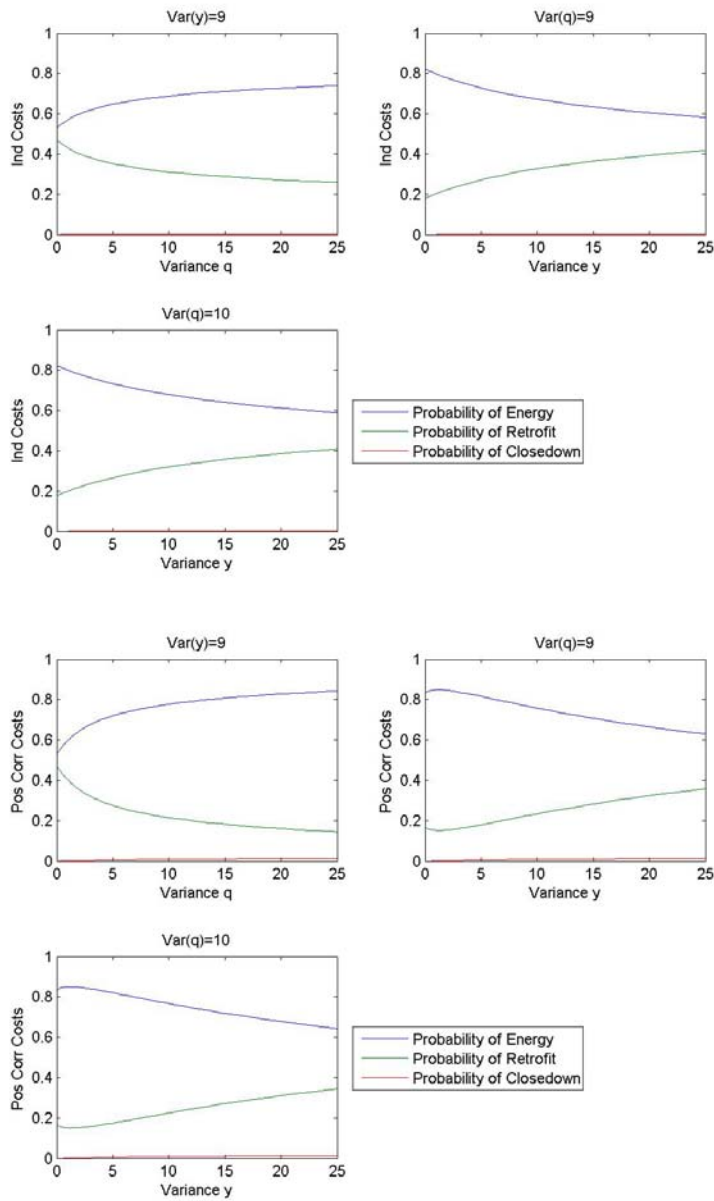 Var(y)=9
Ind Costs
1
0.8
0.6
0.4
0.2
0
0 5 10 15 20 25
Variance q
Var(q)=9
Ind Costs
1
0.8
0.6
0.4
0.2
0
0 5 10 15 20 25
Variance y
Var(q)=10
Ind Costs
1
0.8
0.6
0.4
0.2
0
0 5 10 15 20 25
Variance y
Probability of Energy
Probability of Retrofit
Probability of Closedown
Var(y)=9
Pos Corr Costs
1
0.8
0.6
0.4
0.2
0
0 5 10 15 20 25
Variance q
Var(q)=9
Pos Corr Costs
1
0.8
0.6
0.4
0.2
0
0 5 10 15 20 25
Variance y
Var(q)=10
Pos Corr Costs
1
0.8
0.6
0.4
0.2
0
0 5 10 15 20 25
Variance y
Probability of Energy
Probability of Retrofit
Probability of Closedown